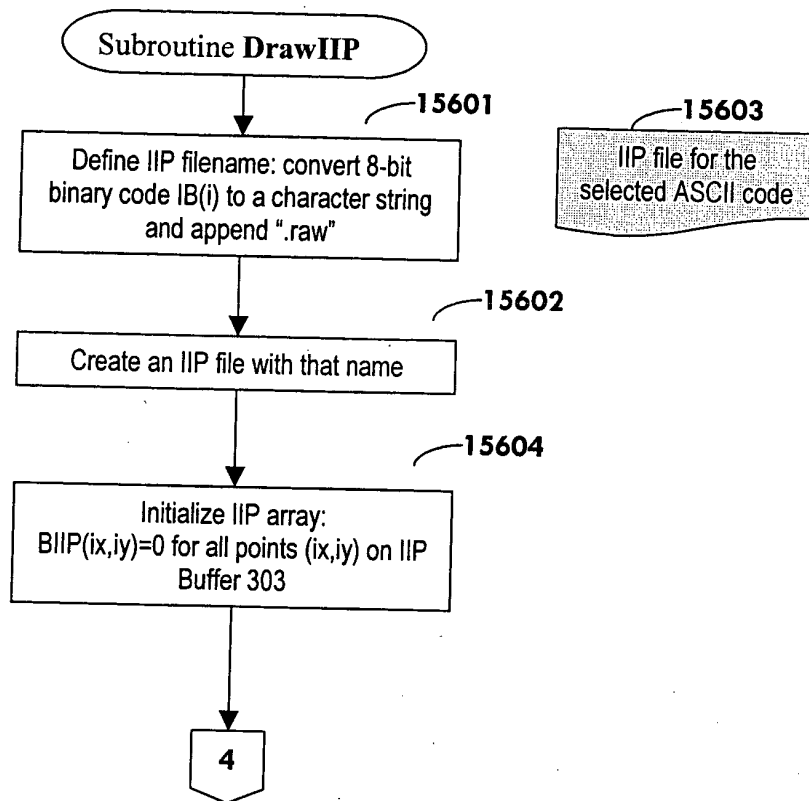 Subroutine DrawIIP
15601
Define IIP filename: convert 8-bit
binary code IB(i) to a character string
and append “.raw”
15603
IIP file for the
selected ASCII code
15602
Create an IIP file with that name
15604
Initialize IIP array:
BIIP(ix,iy)=0 for all points (ix,iy) on IIP
Buffer 303
4